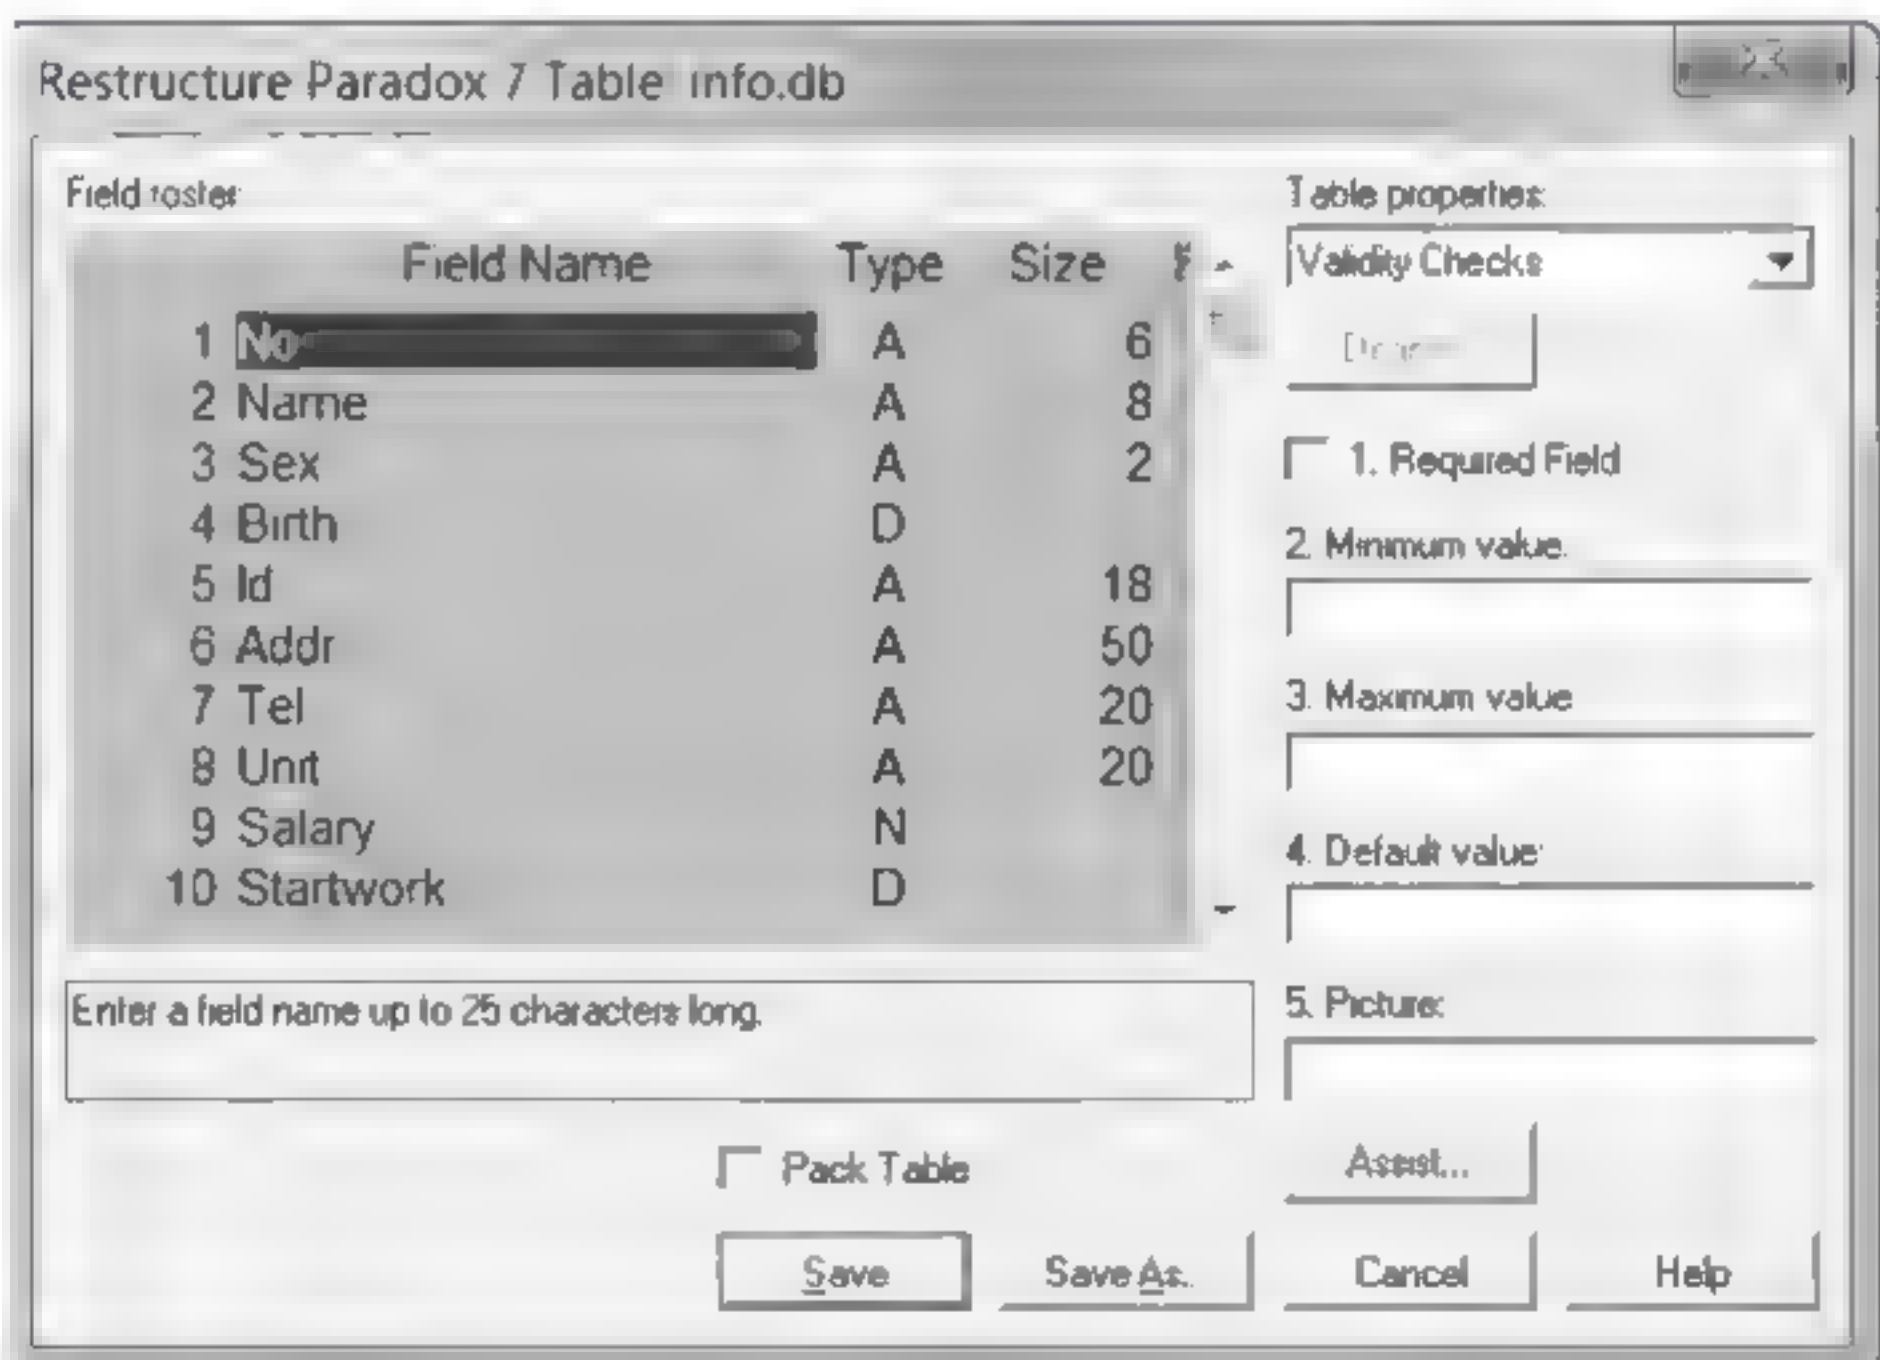 Restructure Paradox 7 Table info.db
Field roster:
Field Name Type Size
1 No A 6
2 Name A 8
3 Sex A 2
4 Birth D
5 Id A 18
6 Addr A 50
7 Tel A 20
8 Unit A 20
9 Salary N
10 Startwork D
Enter a field name up to 25 characters long.
Pack Table
Table properties:
Validity Checks
1. Required Field
2. Minimum value:
3. Maximum value
4. Default value:
5. Picture:
Assist...
Save
Save As...
Cancel
Help